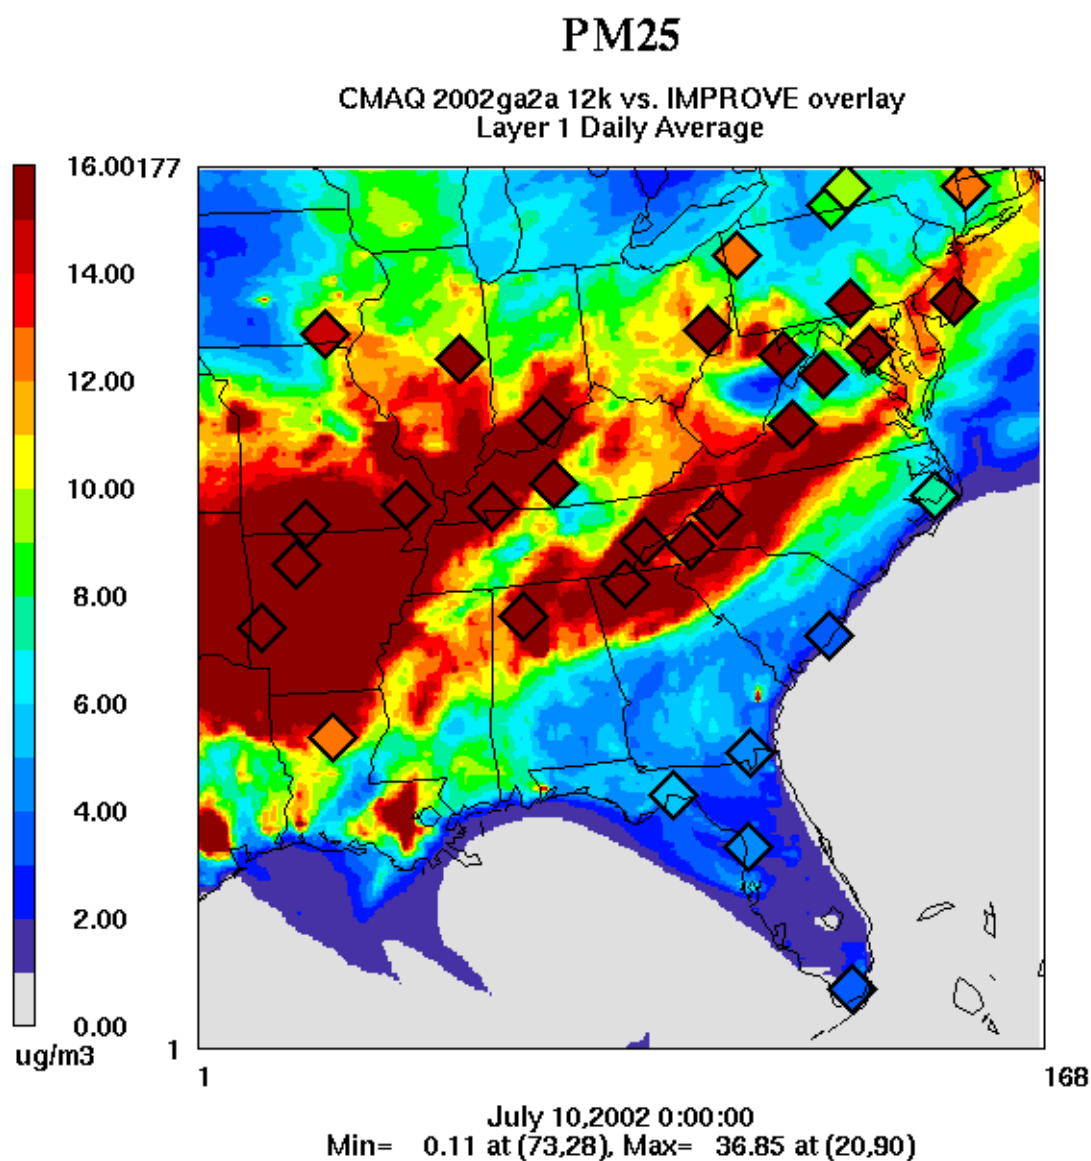 PM25
CMAQ 2002ga2a 12k vs. IMPROVE overlay
Layer 1 Daily Average
16.00
177
14.00
12.00
10.00
8.00
6.00
4.00
2.00
0.00
ug/m3
1
1
168
July 10,2002 0:00:00
Min= 0.11 at (73,28), Max= 36.85 at (20,90)